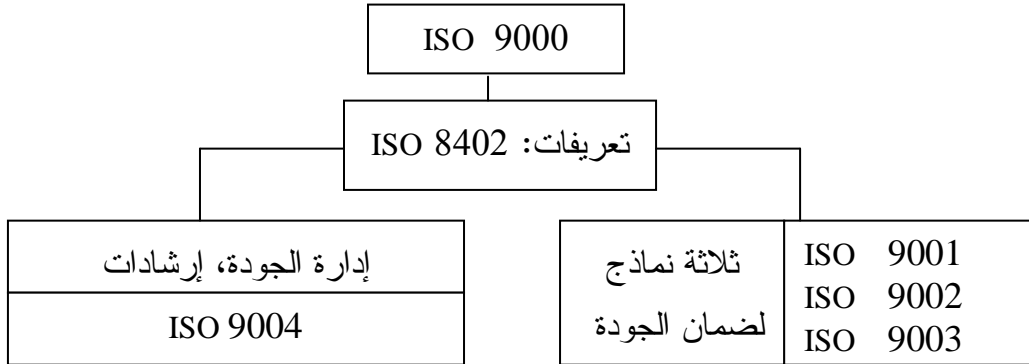 ISO 9000
تعريفات: ISO 8402
إدارة الجودة، إرشادات
ISO 9004
ثلاثة نماذج
لضمان الجودة
ISO 9001
ISO 9002
ISO 9003